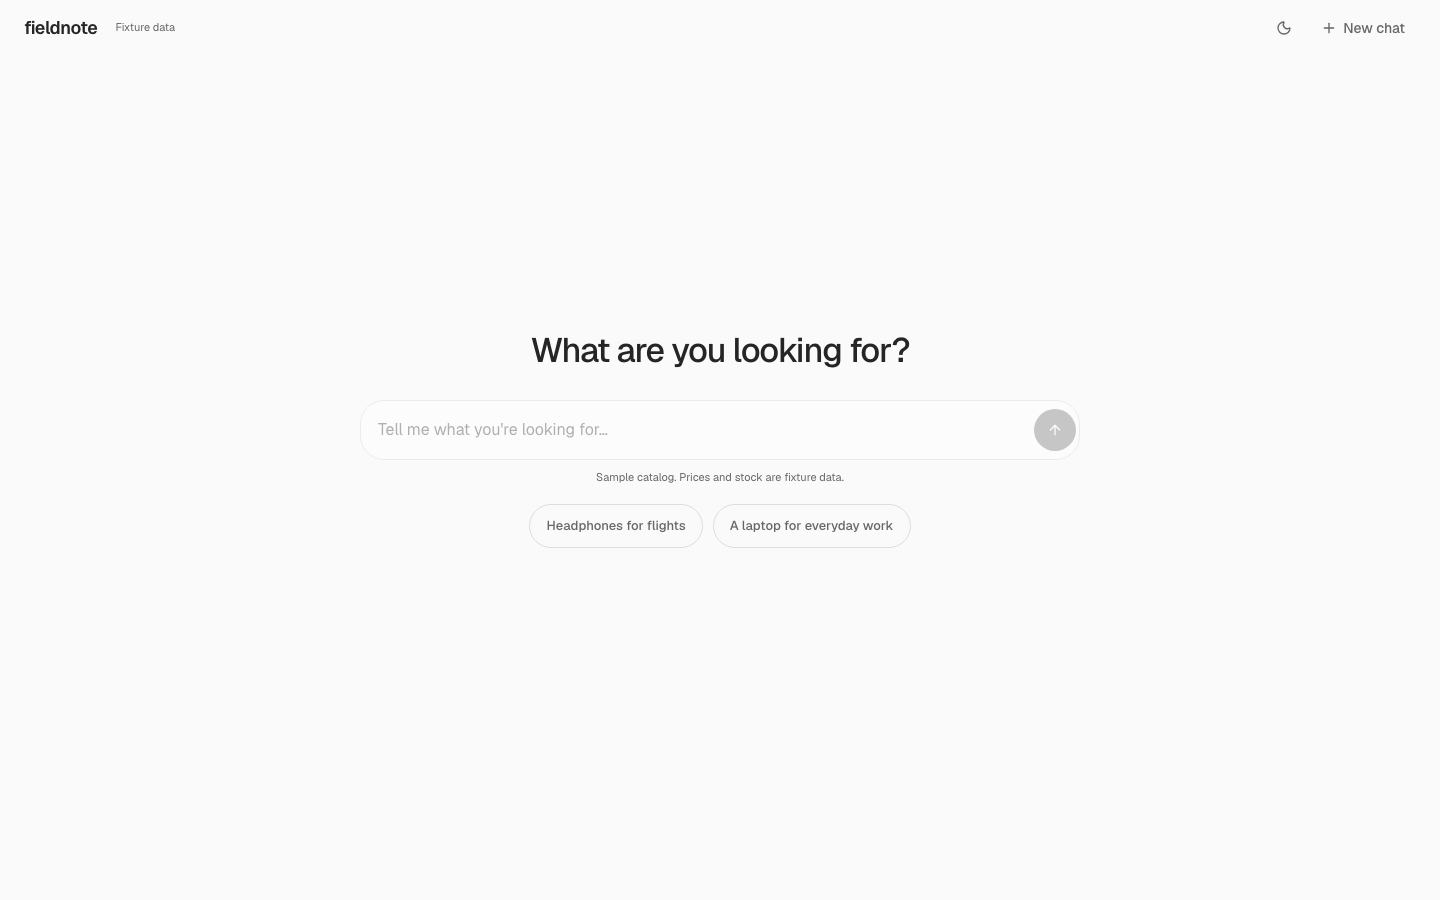 fieldnote
Fixture data
New chat
What are you looking for?
Tell me what you're looking for...
Sample catalog. Prices and stock are fixture data.
Headphones for flights
A laptop for everyday work